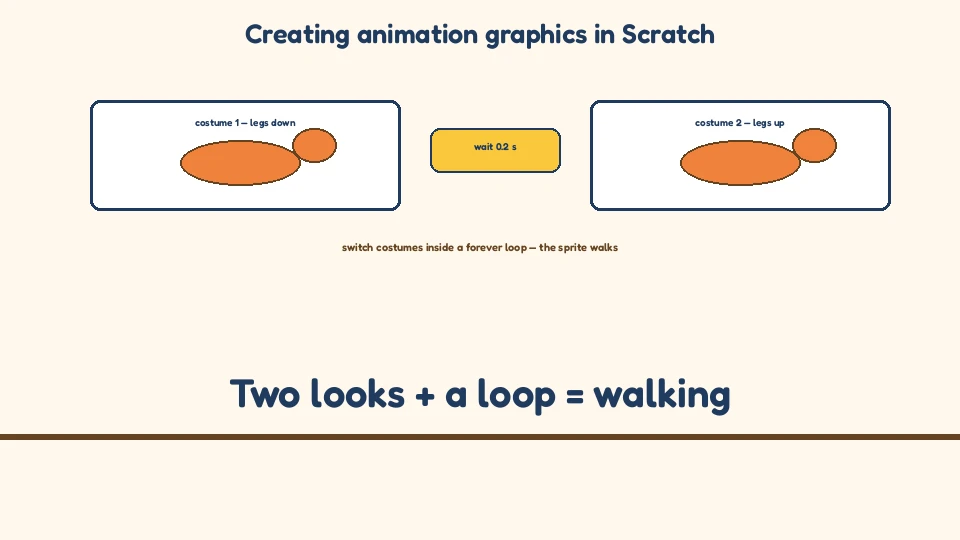 Creating animation graphics in Scratch
costume 1 – legs down
wait 0.2 s
costume 2 – legs up
switch costumes inside a forever loop – the sprite walks
Two looks + a loop = walking